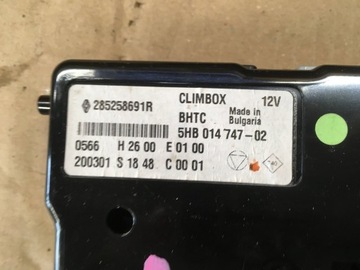 285258691R CLIMBOX 12V
BHTC Made in Bulgaria
5HB 014 747-02
0566 H 26 00 E 01 00
200301 S 18 48 C 00 01